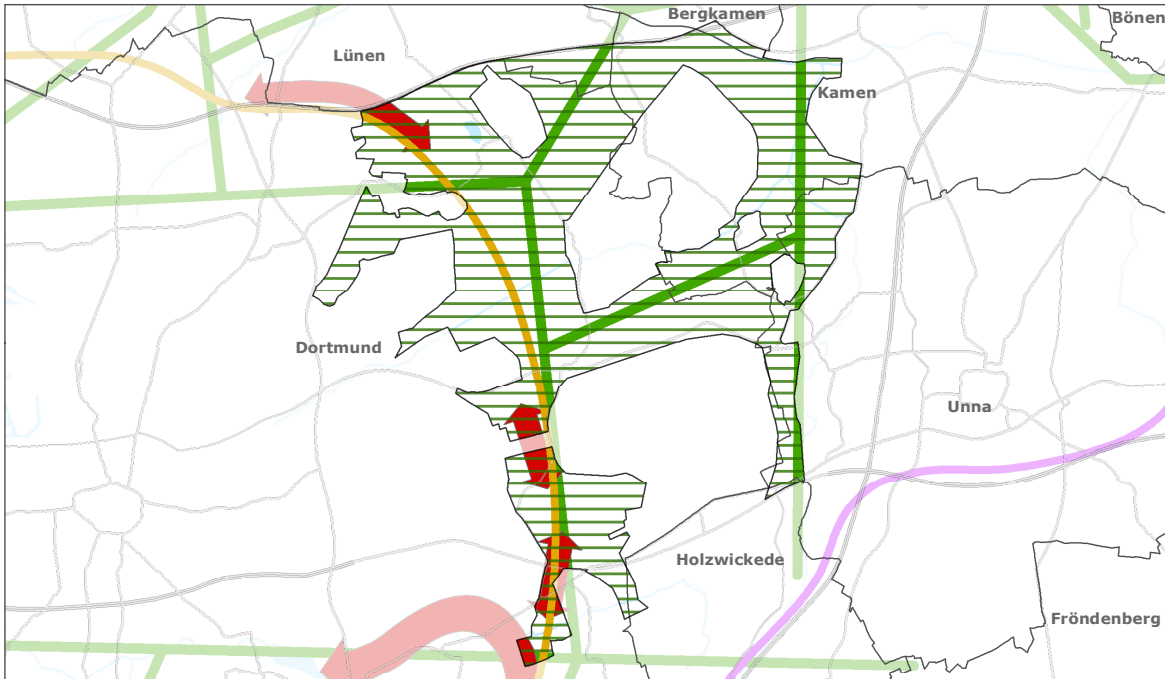 Bergkamen
Bönen
Lünen
Kamen
Dortmund
Unna
Holzwickede
Fröndenberg